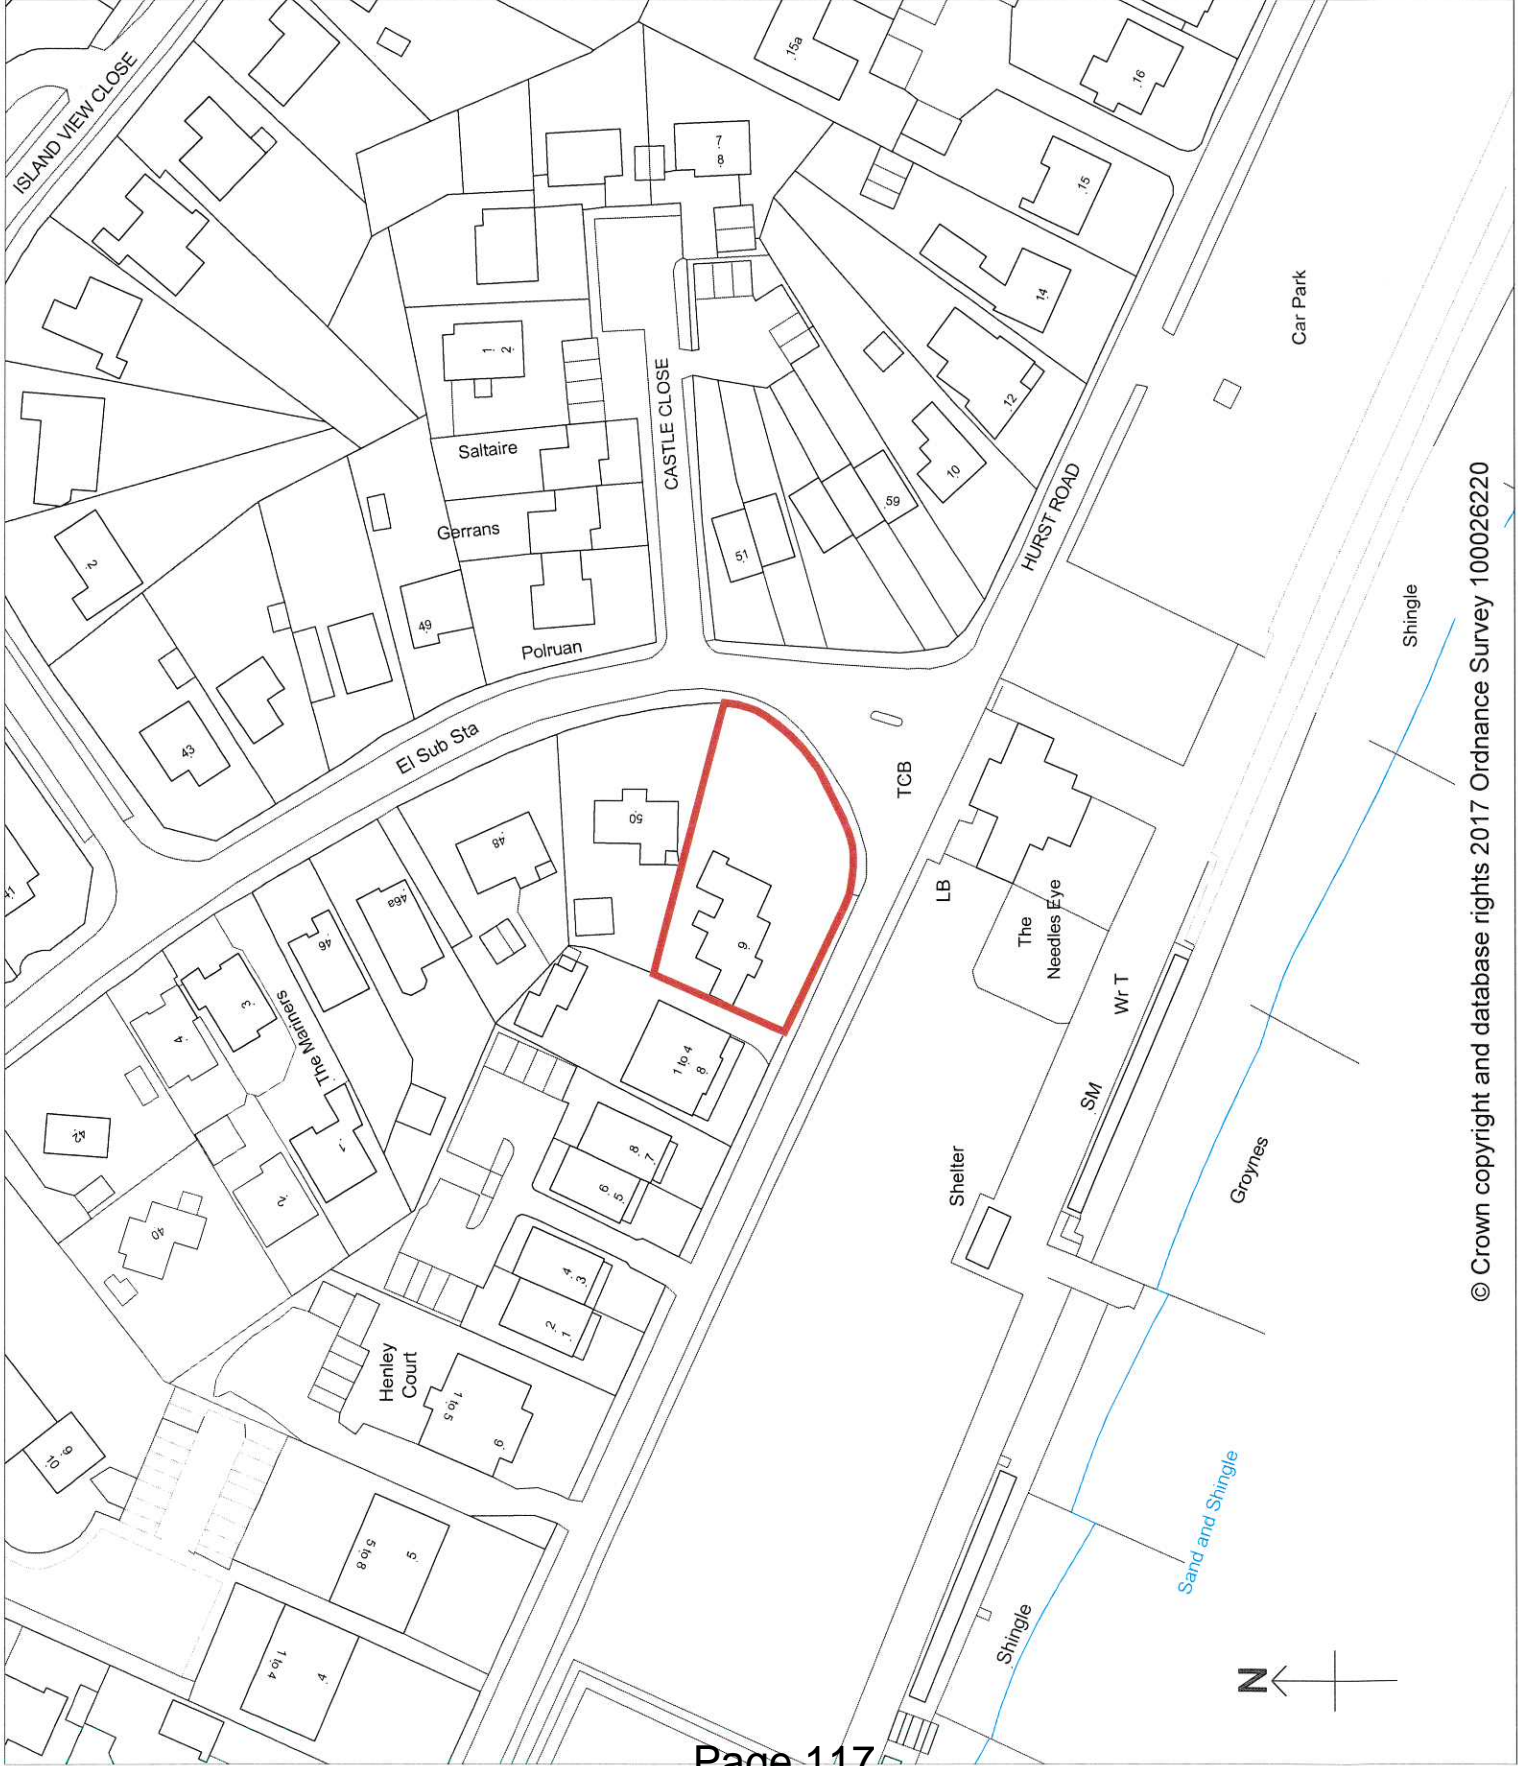 ISLAND VIEW CLOSE
15a
16
7
8
15
14
1
2
12
Saltaire
CASTLE CLOSE
10
59
51
HURST ROAD
Car Park
Gerrans
2
49
Polruan
43
El Sub Sta
50
48
46a
46
9
TCB
LB
The
Needles Eye
Wr T
Shingle
3
4
The Mariners
1
2
42
40
1 to 4
8
8
7
6
5
4
3
2
1
SM
Shelter
Groynes
Henley
Court
1 to 5
6
10
9
5 to 8
5
1 to 4
4
Shingle
Sand and Shingle
N
© Crown copyright and database rights 2017 Ordnance Survey 100026220
Page 117